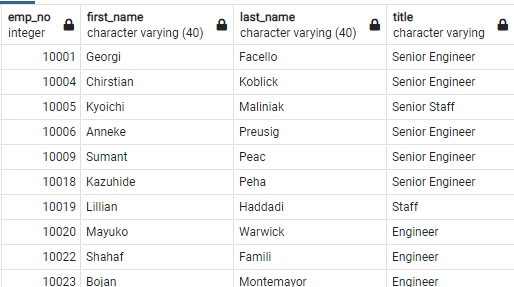 emp_no first_name last_name title
integer character varying (40) character varying (40) character varying
10001 Georgi Facello Senior Engineer
10004 Chirstian Koblick Senior Engineer
10005 Kyoichi Maliniak Senior Staff
10006 Anneke Preusig Senior Engineer
10009 Sumant Peac Senior Engineer
10018 Kazuhide Peha Senior Engineer
10019 Lillian Haddadi Staff
10020 Mayuko Warwick Engineer
10022 Shahaf Famili Engineer
10023 Bojan Montemayor Engineer